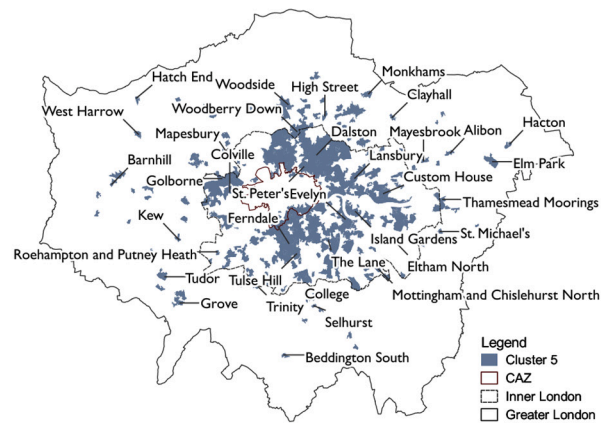 Hatch End
Woodside
High Street
Monkhams
Clayhall
West Harrow
Woodberry Down
Mapesbury
Dalston
Mayesbrook
Alibon
Hacton
Barnhill
Colville
Lansbury
Elm Park
Golborne
St. Peter's
Evelyn
Custom House
Thamesmead Moorings
Kew
Ferndale
Island Gardens
St. Michael's
Roehampton and Putney Heath
The Lane
Eltham North
Tudor
Tulse Hill
College
Mottingham and Chislehurst North
Grove
Trinity
Selhurst
Beddington South
Legend
Cluster 5
CAZ
Inner London
Greater London